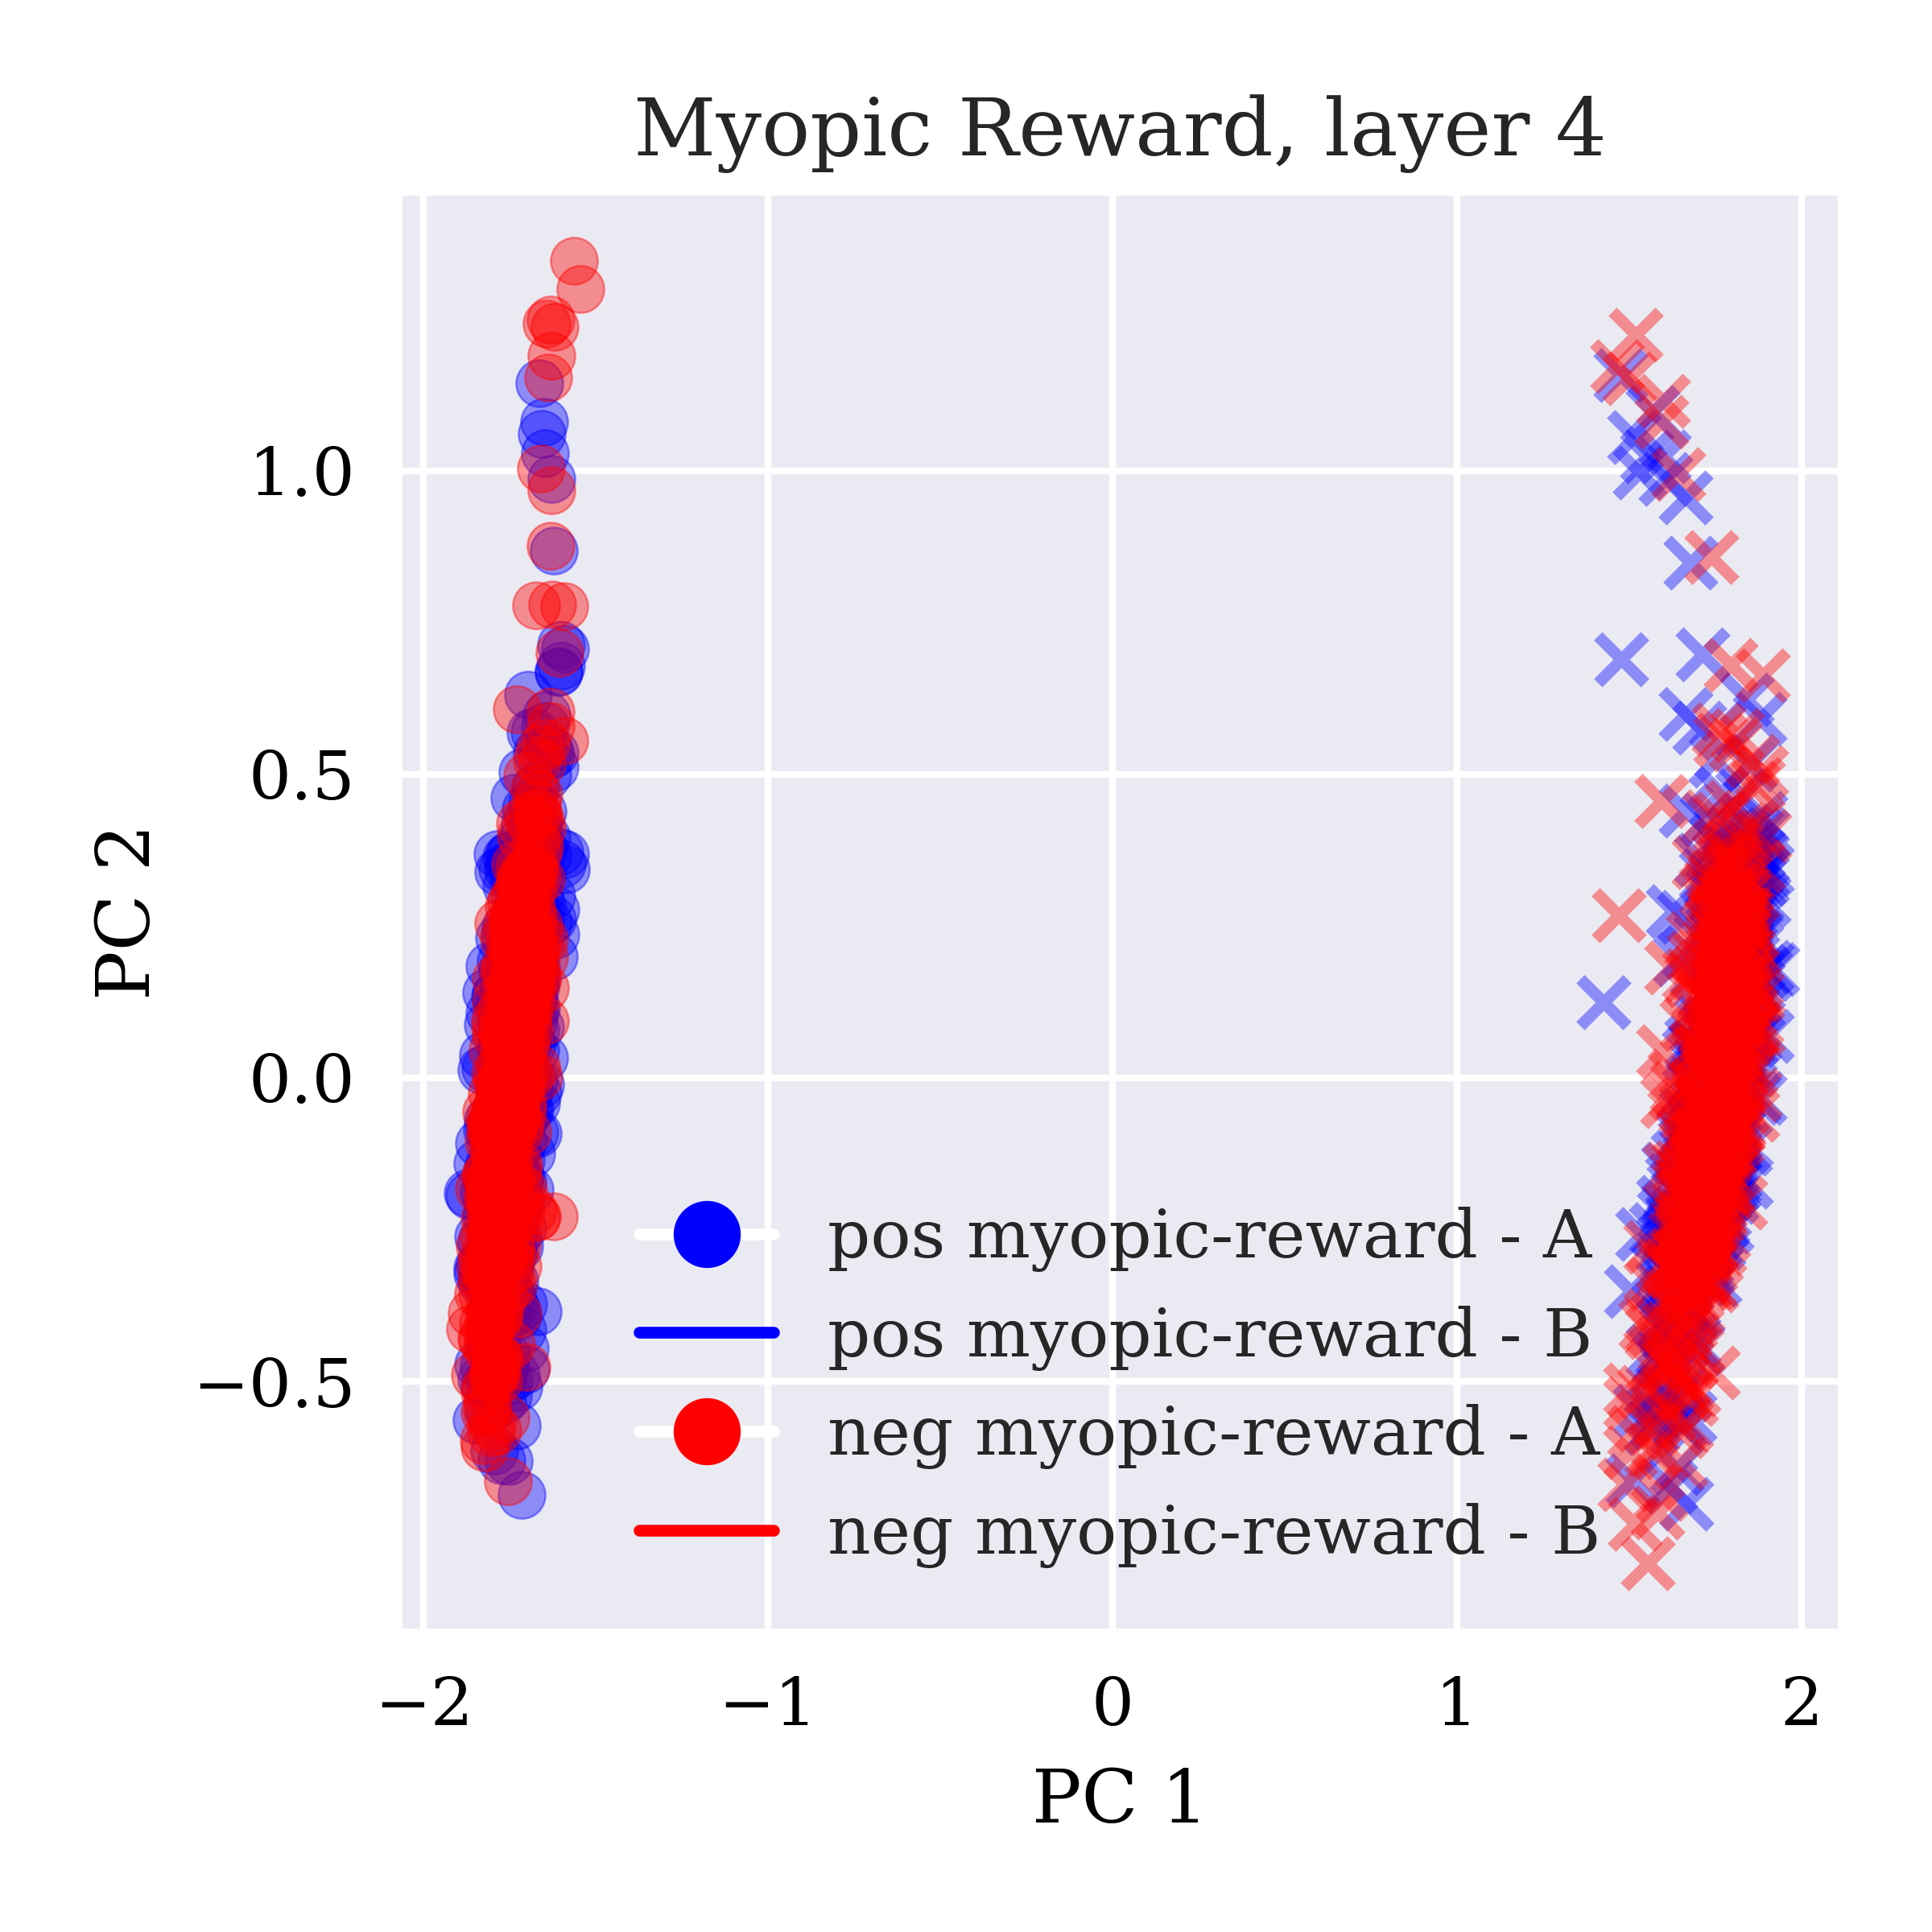 Myopic Reward, layer 4
PC 2
1.0
0.5
0.0
−0.5
pos myopic-reward - A
pos myopic-reward - B
neg myopic-reward - A
neg myopic-reward - B
−2
−1
0
1
2
PC 1